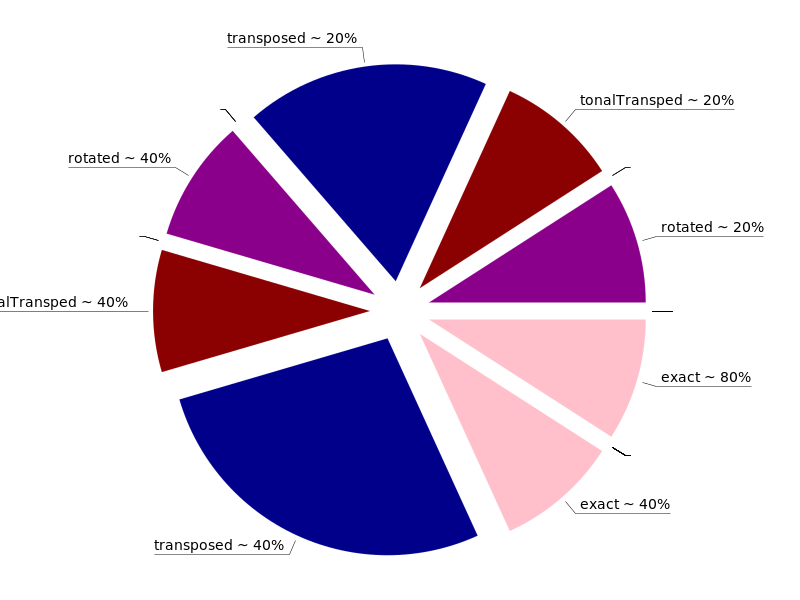 transposed ~ 20%
tonalTransped ~ 20%
rotated ~ 40%
rotated ~ 20%
alTransped ~ 40%
exact ~ 80%
exact ~ 40%
transposed ~ 40%